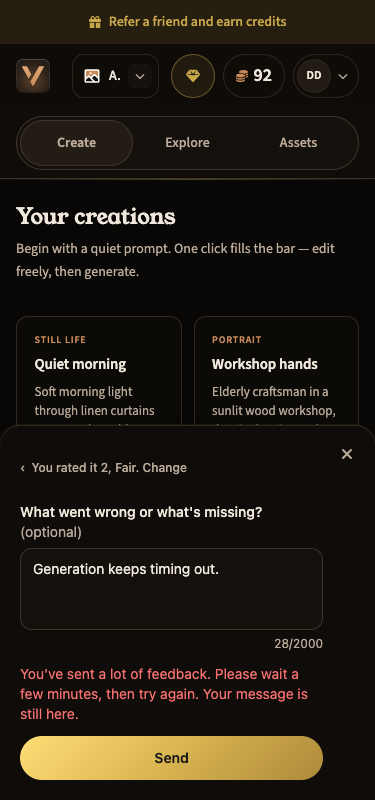 Refer a friend and earn credits
A.
92
DD
Create
Explore
Assets
Your creations
Begin with a quiet prompt. One click fills the bar — edit
freely, then generate.
STILL LIFE
Quiet morning
Soft morning light
through linen curtains
PORTRAIT
Workshop hands
Elderly craftsman in a
sunlit wood workshop,
‹ You rated it 2, Fair. Change
×
What went wrong or what's missing?
(optional)
Generation keeps timing out.
28/2000
You've sent a lot of feedback. Please wait a
few minutes, then try again. Your message is
still here.
Send